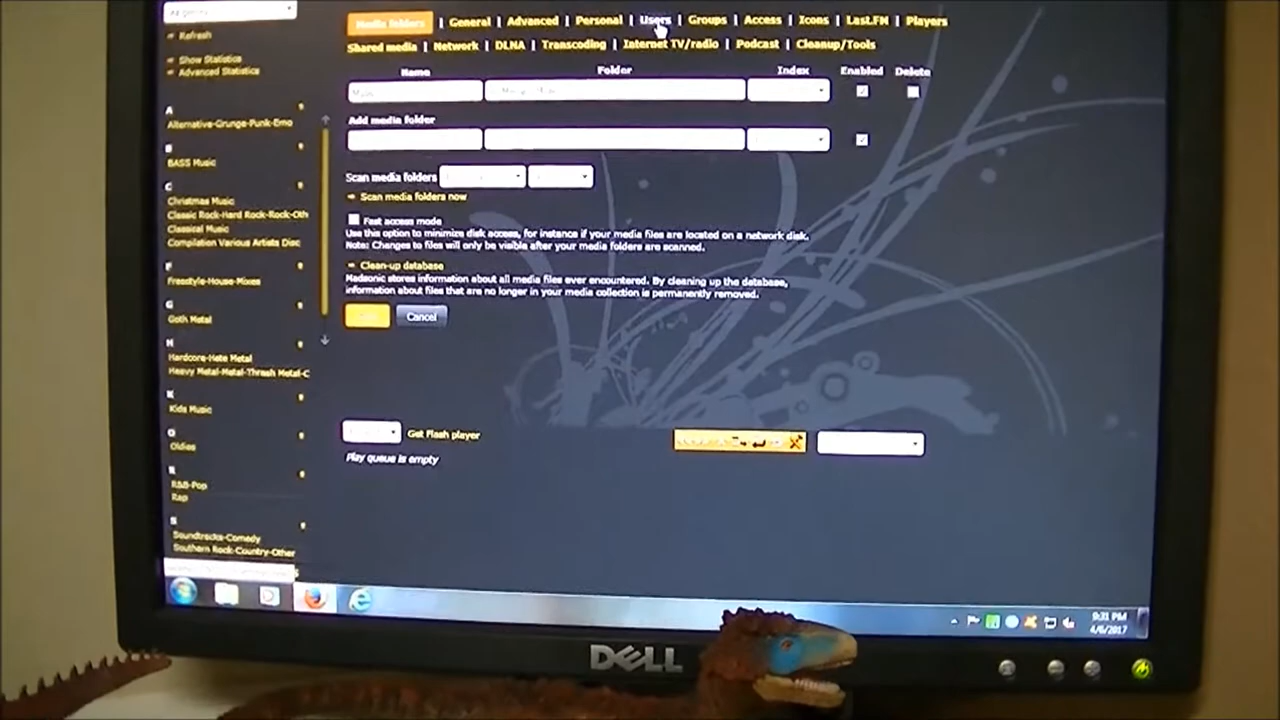 Media folders | General | Advanced | Personal | Users | Groups | Access | Icons | Last.FM | Players
Shared media | Network | DLNA | Transcoding | Internet TV/radio | Podcast | Cleanup/Tools
Refresh
Show Statistics
Advanced Statistics
A
Alternative-Grunge-Punk-Emo
B
BASS Music
C
Christmas Music
Classic Rock-Hard Rock-Rock-Oth
Classical Music
Compilation Various Artists Disc
F
Freestyle-House-Mixes
G
Goth Metal
H
Hardcore-Hate Metal
Heavy Metal-Metal-Thrash Metal-C
K
Kids Music
O
Oldies
R
R&B-Pop
Rap
S
Soundtracks-Comedy
Southern Rock-Country-Other
Name Folder Index Enabled Delete
Music
Add media folder
Scan media folders
Scan media folders now
Fast access mode
Use this option to minimize disk access, for instance if your media files are located on a network disk.
Note: Changes to files will only be visible after your media folders are scanned.
Clean-up database
Madsonic stores information about all media files ever encountered. By cleaning up the database,
information about files that are no longer in your media collection is permanently removed.
Cancel
Get Flash player
Play queue is empty
9:31 PM
4/6/2017
DELL